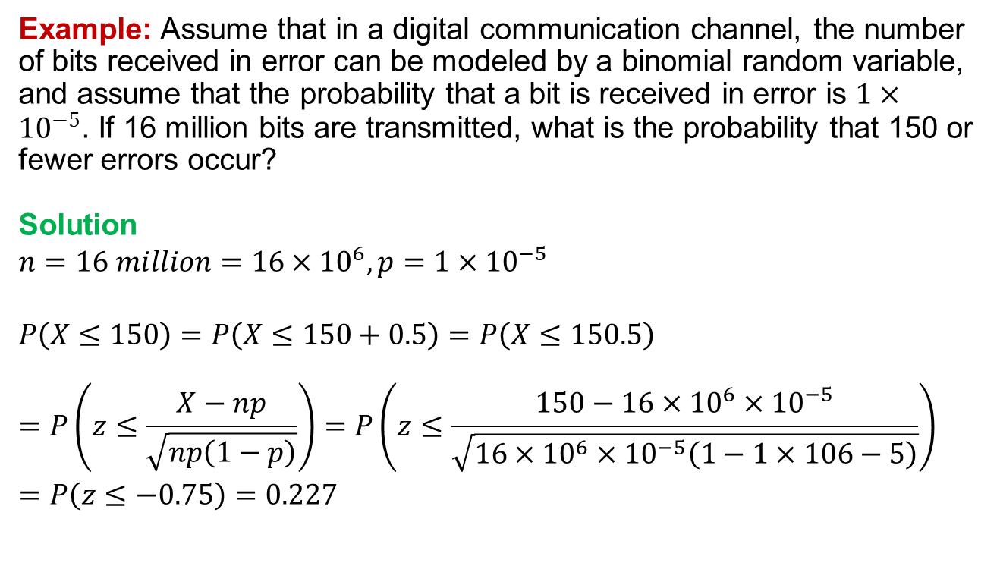 Example: Assume that in a digital communication channel, the number
of bits received in error can be modeled by a binomial random variable,
and assume that the probability that a bit is received in error is 1 ×
10⁻⁵. If 16 million bits are transmitted, what is the probability that 150 or
fewer errors occur?
Solution
n = 16 million = 16 × 10⁶, p = 1 × 10⁻⁵
P(X ≤ 150) = P(X ≤ 150 + 0.5) = P(X ≤ 150.5)
= P(z ≤ (X − np)/√(np(1 − p))) = P(z ≤ (150 − 16 × 10⁶ × 10⁻⁵)/√(16 × 10⁶ × 10⁻⁵(1 − 1 × 106 − 5)))
= P(z ≤ −0.75) = 0.227